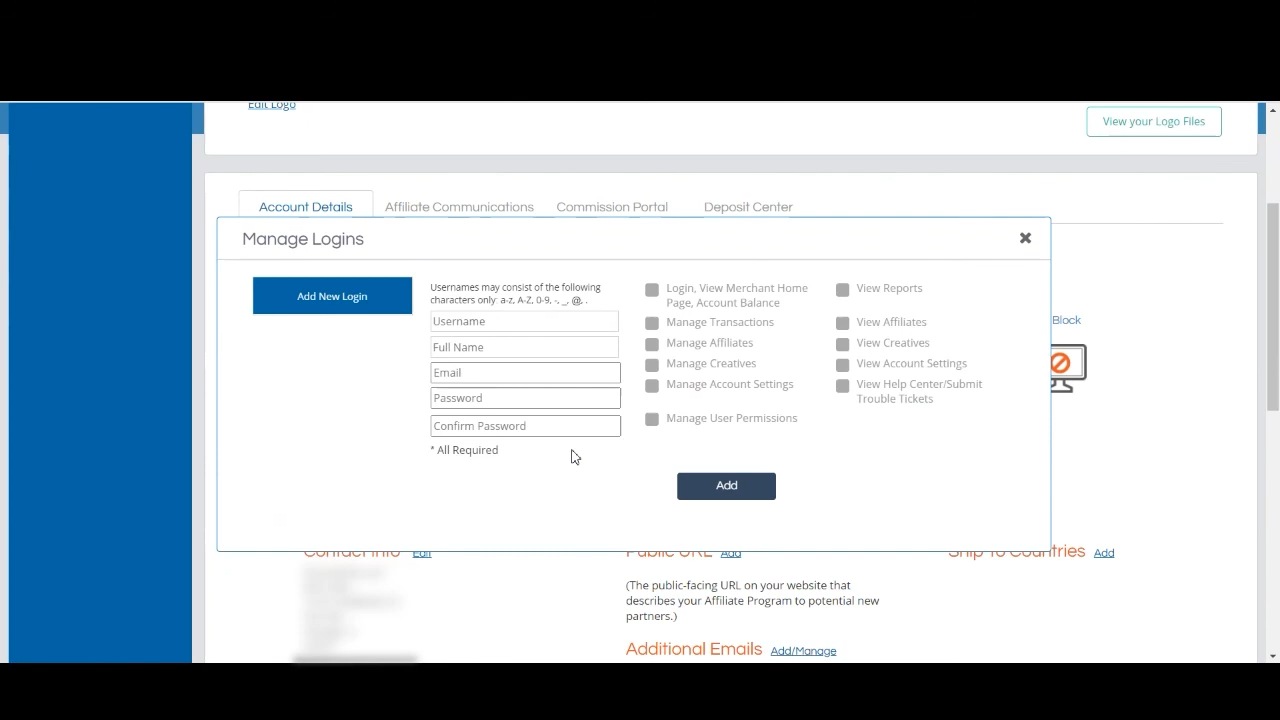 Edit Logo
View your Logo Files
Account Details
Affiliate Communications
Commission Portal
Deposit Center
Manage Logins
Add New Login
Usernames may consist of the following
characters only: a-z, A-Z, 0-9, -, _, @, .
Username
Full Name
Email
Password
Confirm Password
* All Required
Login, View Merchant Home
Page, Account Balance
Manage Transactions
Manage Affiliates
Manage Creatives
Manage Account Settings
Manage User Permissions
View Reports
View Affiliates
View Creatives
View Account Settings
View Help Center/Submit
Trouble Tickets
Add
Block
Contact Info Edit
Public URL Add
Ship To Countries Add
(The public-facing URL on your website that
describes your Affiliate Program to potential new
partners.)
Additional Emails Add/Manage